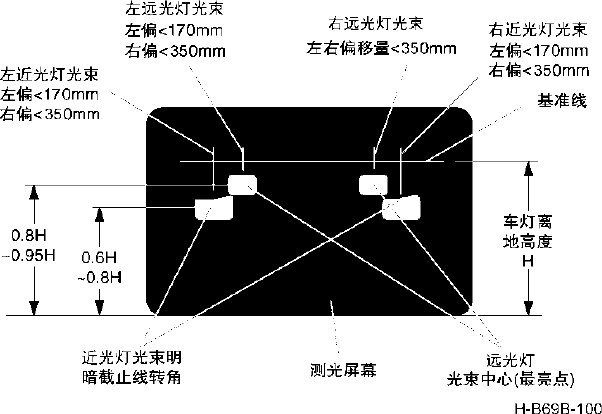 左远光灯光束
左偏<170mm
右偏<350mm
右远光灯光束
左右偏移量<350mm
右近光灯光束
左偏<170mm
右偏<350mm
左近光灯光束
左偏<170mm
右偏<350mm
基准线
0.8H
~0.95H
0.6H
~0.8H
车灯离
地高度
H
近光灯光束明
暗截止线转角
测光屏幕
远光灯
光束中心(最亮点)
H-B69B-100